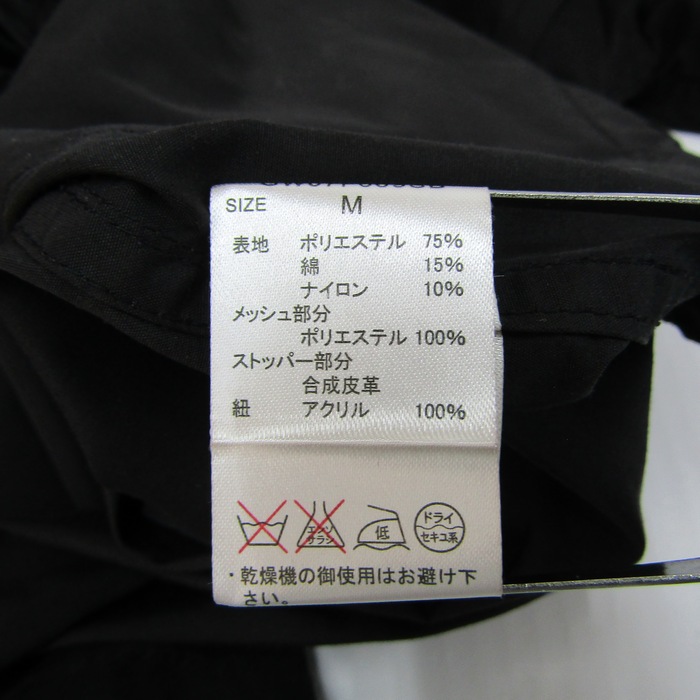 SIZE M
表地 ポリエステル 75%
綿 15%
ナイロン 10%
メッシュ部分
ポリエステル 100%
ストッパー部分
合成皮革
紐 アクリル 100%
エンソ サラシ 低 ドライ セキユ系
・乾燥機の御使用はお避け下
さい。